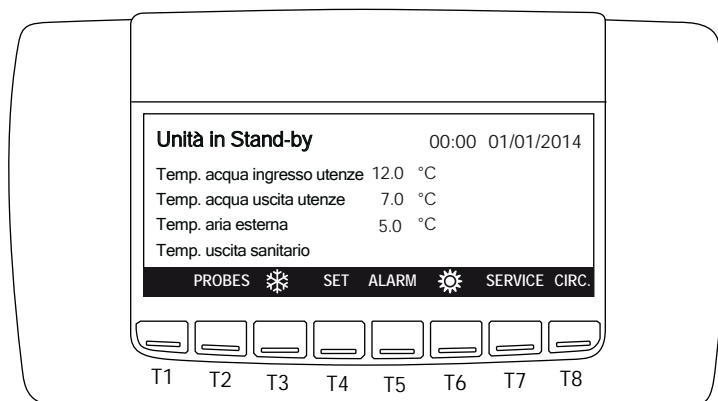 Unità in Stand-by 00:00 01/01/2014
Temp. acqua ingresso utenze 12.0 °C
Temp. acqua uscita utenze 7.0 °C
Temp. aria esterna 5.0 °C
Temp. uscita sanitario
PROBES SET ALARM SERVICE CIRC.
T1 T2 T3 T4 T5 T6 T7 T8